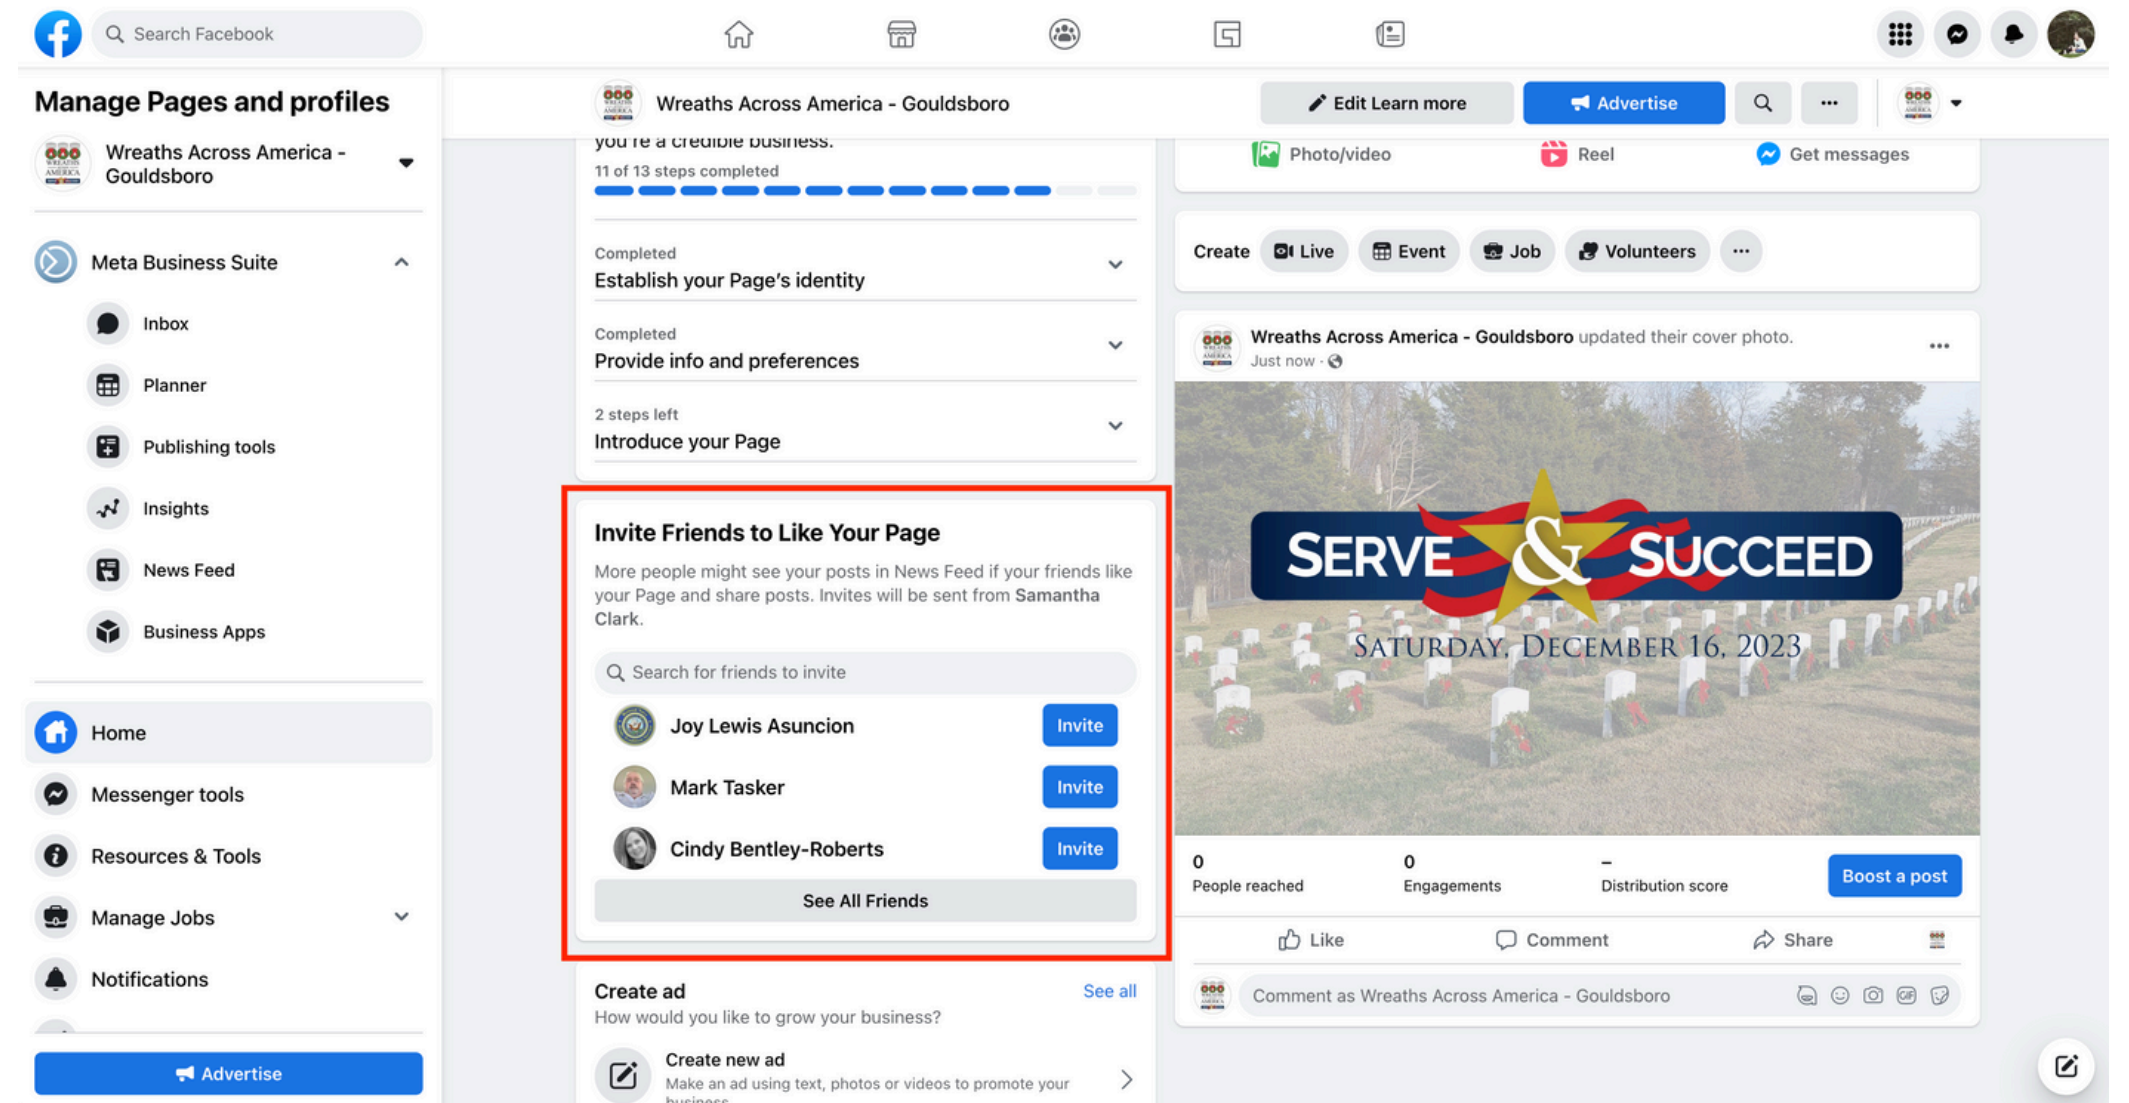 Search Facebook
Manage Pages and profiles
Wreaths Across America -
Gouldsboro
Meta Business Suite
Inbox
Planner
Publishing tools
Insights
News Feed
Business Apps
Home
Messenger tools
Resources & Tools
Manage Jobs
Notifications
Advertise
Wreaths Across America - Gouldsboro
Edit Learn more
Advertise
...
you're a credible business.
11 of 13 steps completed
Completed
Establish your Page's identity
Completed
Provide info and preferences
2 steps left
Introduce your Page
Invite Friends to Like Your Page
More people might see your posts in News Feed if your friends like
your Page and share posts. Invites will be sent from Samantha
Clark.
Search for friends to invite
Joy Lewis Asuncion Invite
Mark Tasker Invite
Cindy Bentley-Roberts Invite
See All Friends
Create ad See all
How would you like to grow your business?
Create new ad
Make an ad using text, photos or videos to promote your
business.
Photo/video Reel Get messages
Create Live Event Job Volunteers ...
Wreaths Across America - Gouldsboro updated their cover photo.
Just now ·
SERVE & SUCCEED
SATURDAY, DECEMBER 16, 2023
0 0 –
People reached Engagements Distribution score
Boost a post
Like Comment Share
Comment as Wreaths Across America - Gouldsboro
GIF